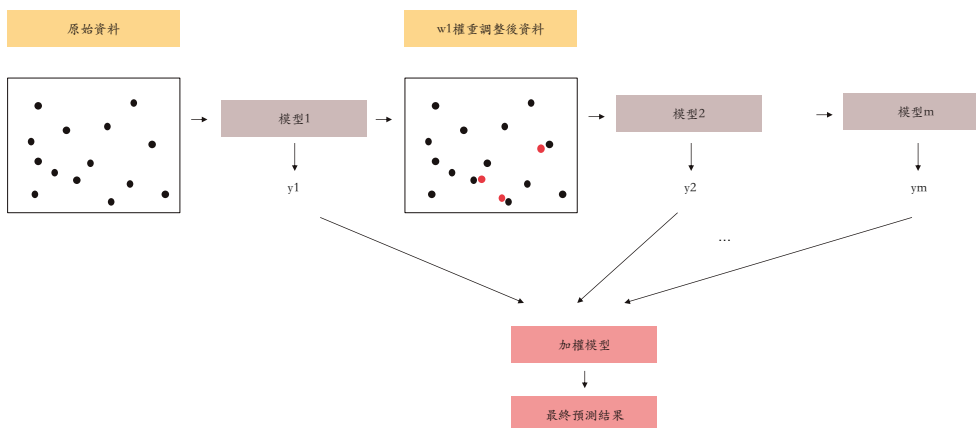 原始資料
w1權重調整後資料
模型1
模型2
模型m
y1
y2
ym
...
加權模型
最終預測結果